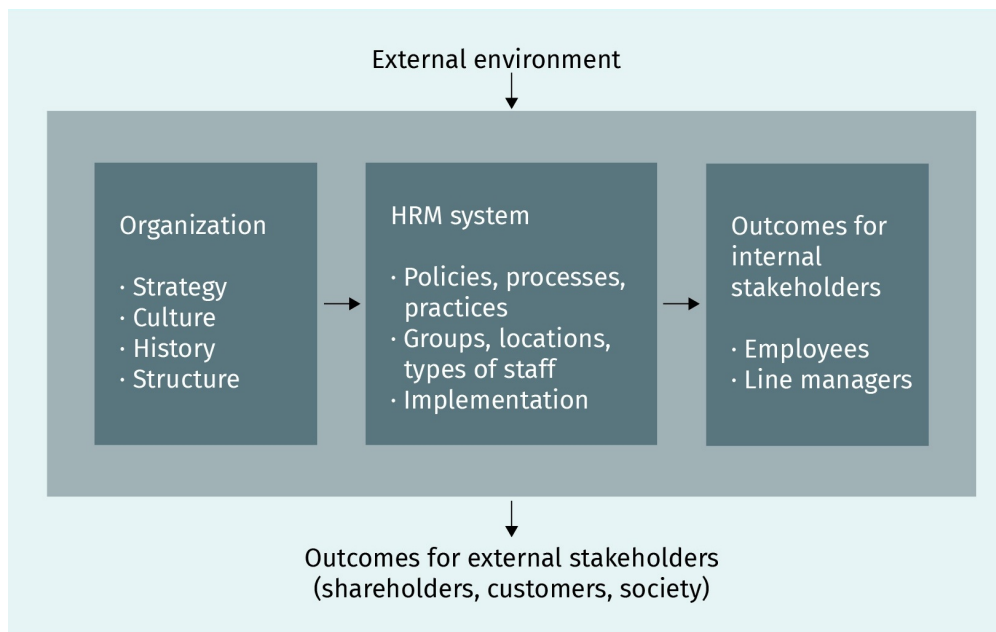 External environment
Organization
· Strategy
· Culture
· History
· Structure
HRM system
· Policies, processes,
practices
· Groups, locations,
types of staff
· Implementation
Outcomes for
internal
stakeholders
· Employees
· Line managers
Outcomes for external stakeholders
(shareholders, customers, society)